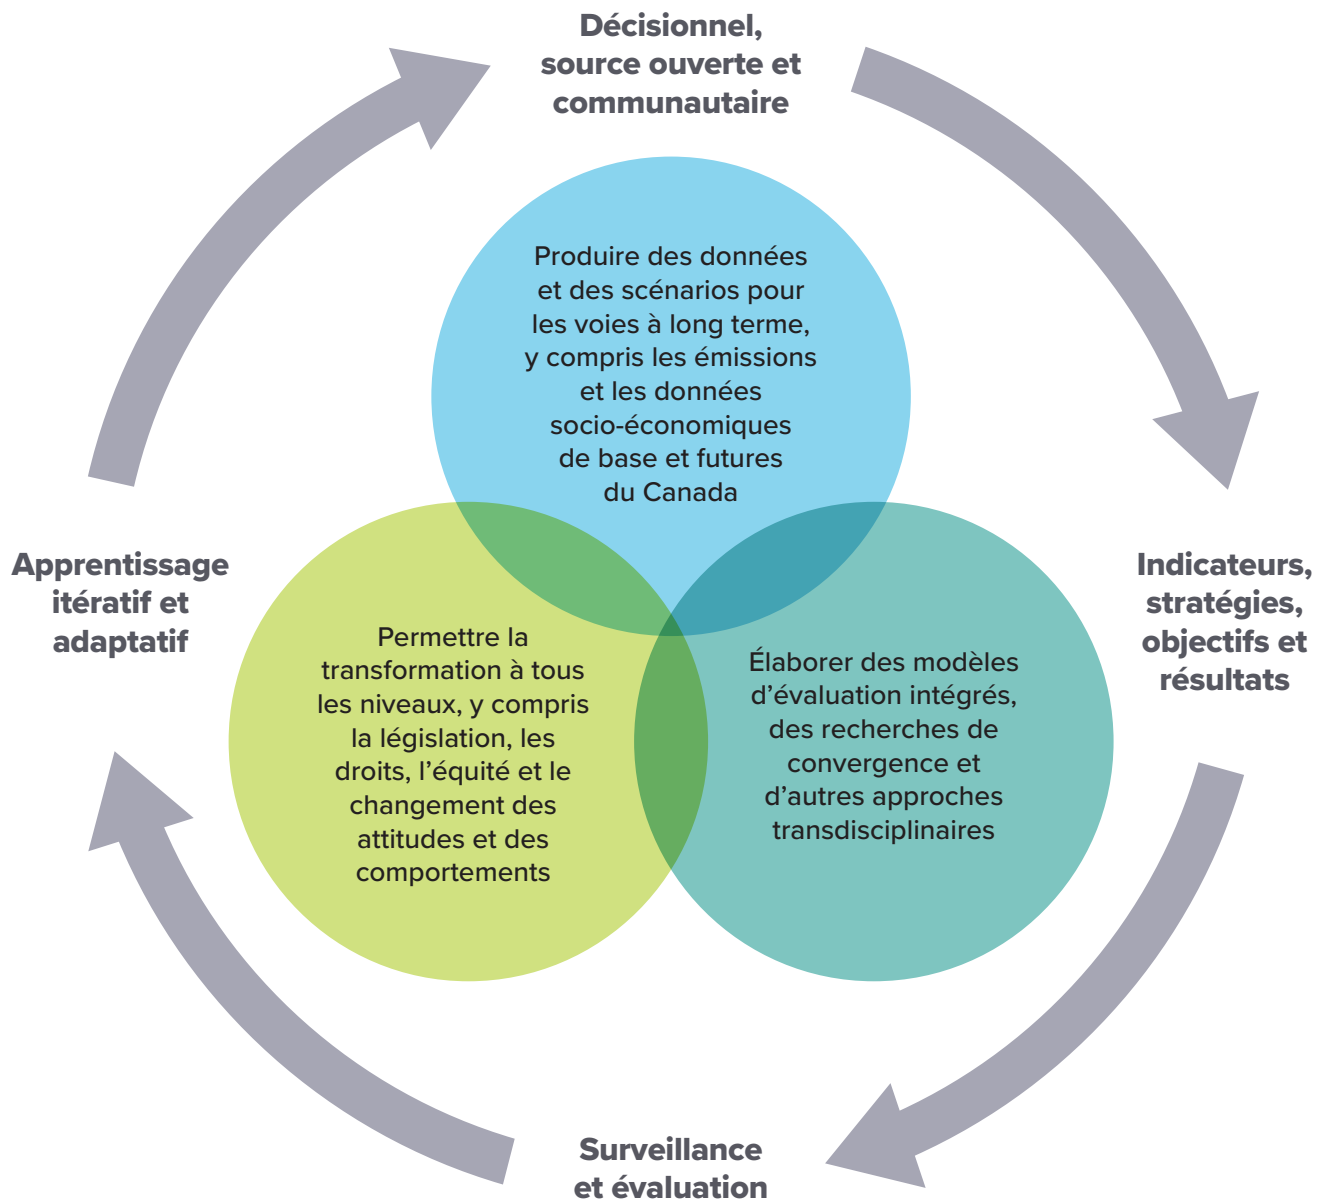 Décisionnel,
source ouverte et
communautaire
Produire des données
et des scénarios pour
les voies à long terme,
y compris les émissions
et les données
socio-économiques
de base et futures
du Canada
Apprentissage
itératif et
adaptatif
Indicateurs,
stratégies,
objectifs et
résultats
Permettre la
transformation à tous
les niveaux, y compris
la législation, les
droits, l’équité et le
changement des
attitudes et des
comportements
Élaborer des modèles
d’évaluation intégrés,
des recherches de
convergence et
d’autres approches
transdisciplinaires
Surveillance
et évaluation